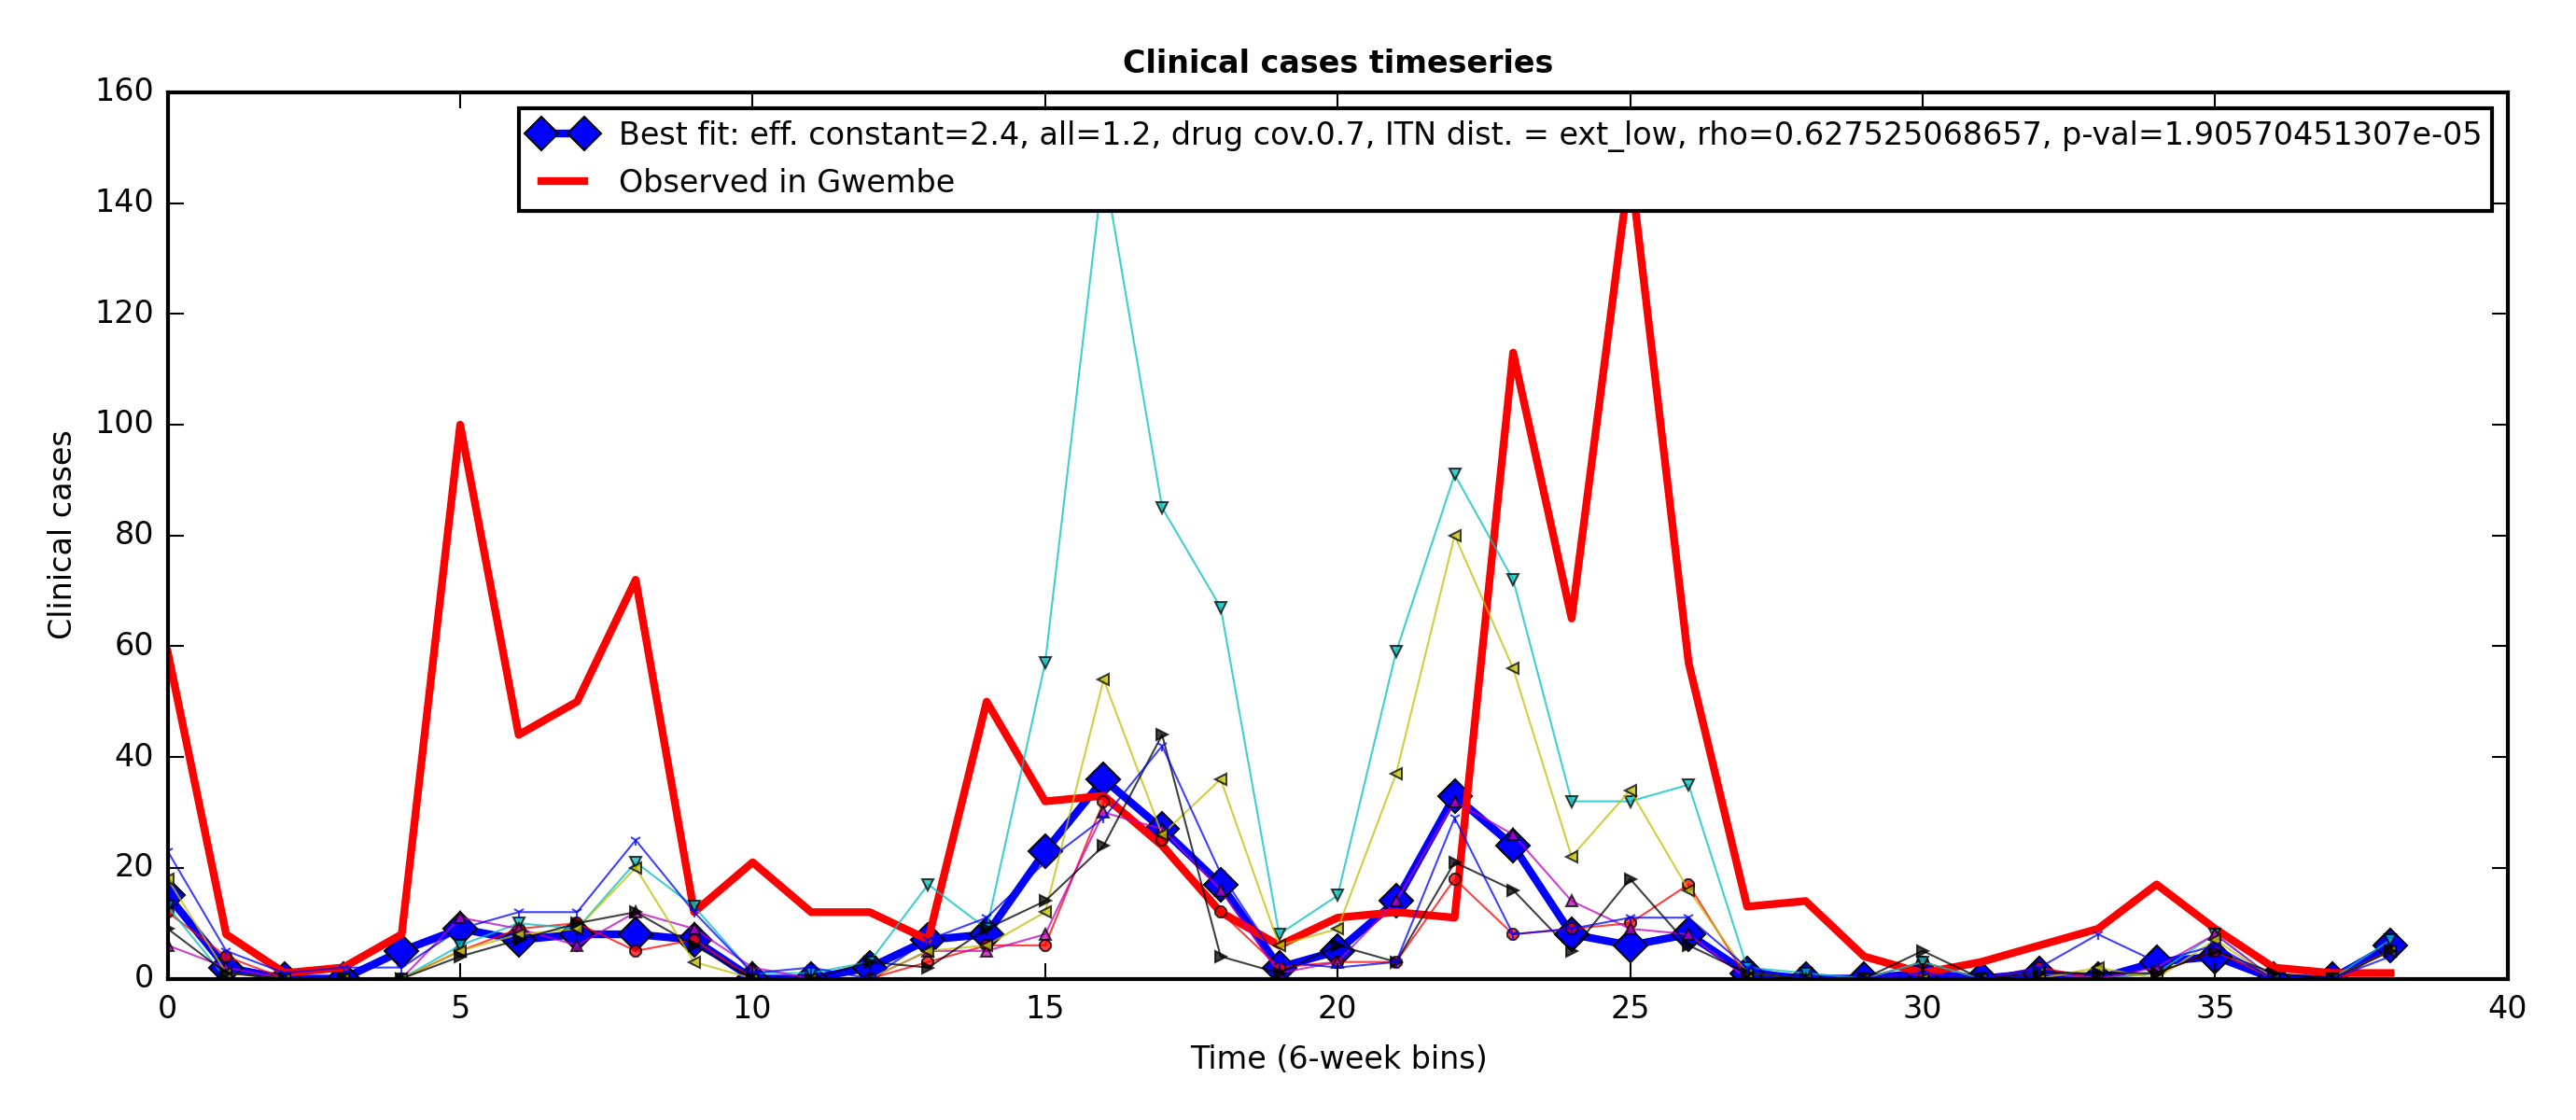 Clinical cases timeseries
160
140
120
100
80
60
40
20
0
Clinical cases
Best fit: eff. constant=2.4, all=1.2, drug cov.0.7, ITN dist. = ext_low, rho=0.627525068657, p-val=1.90570451307e-05
Observed in Gwembe
0 5 10 15 20 25 30 35 40
Time (6-week bins)